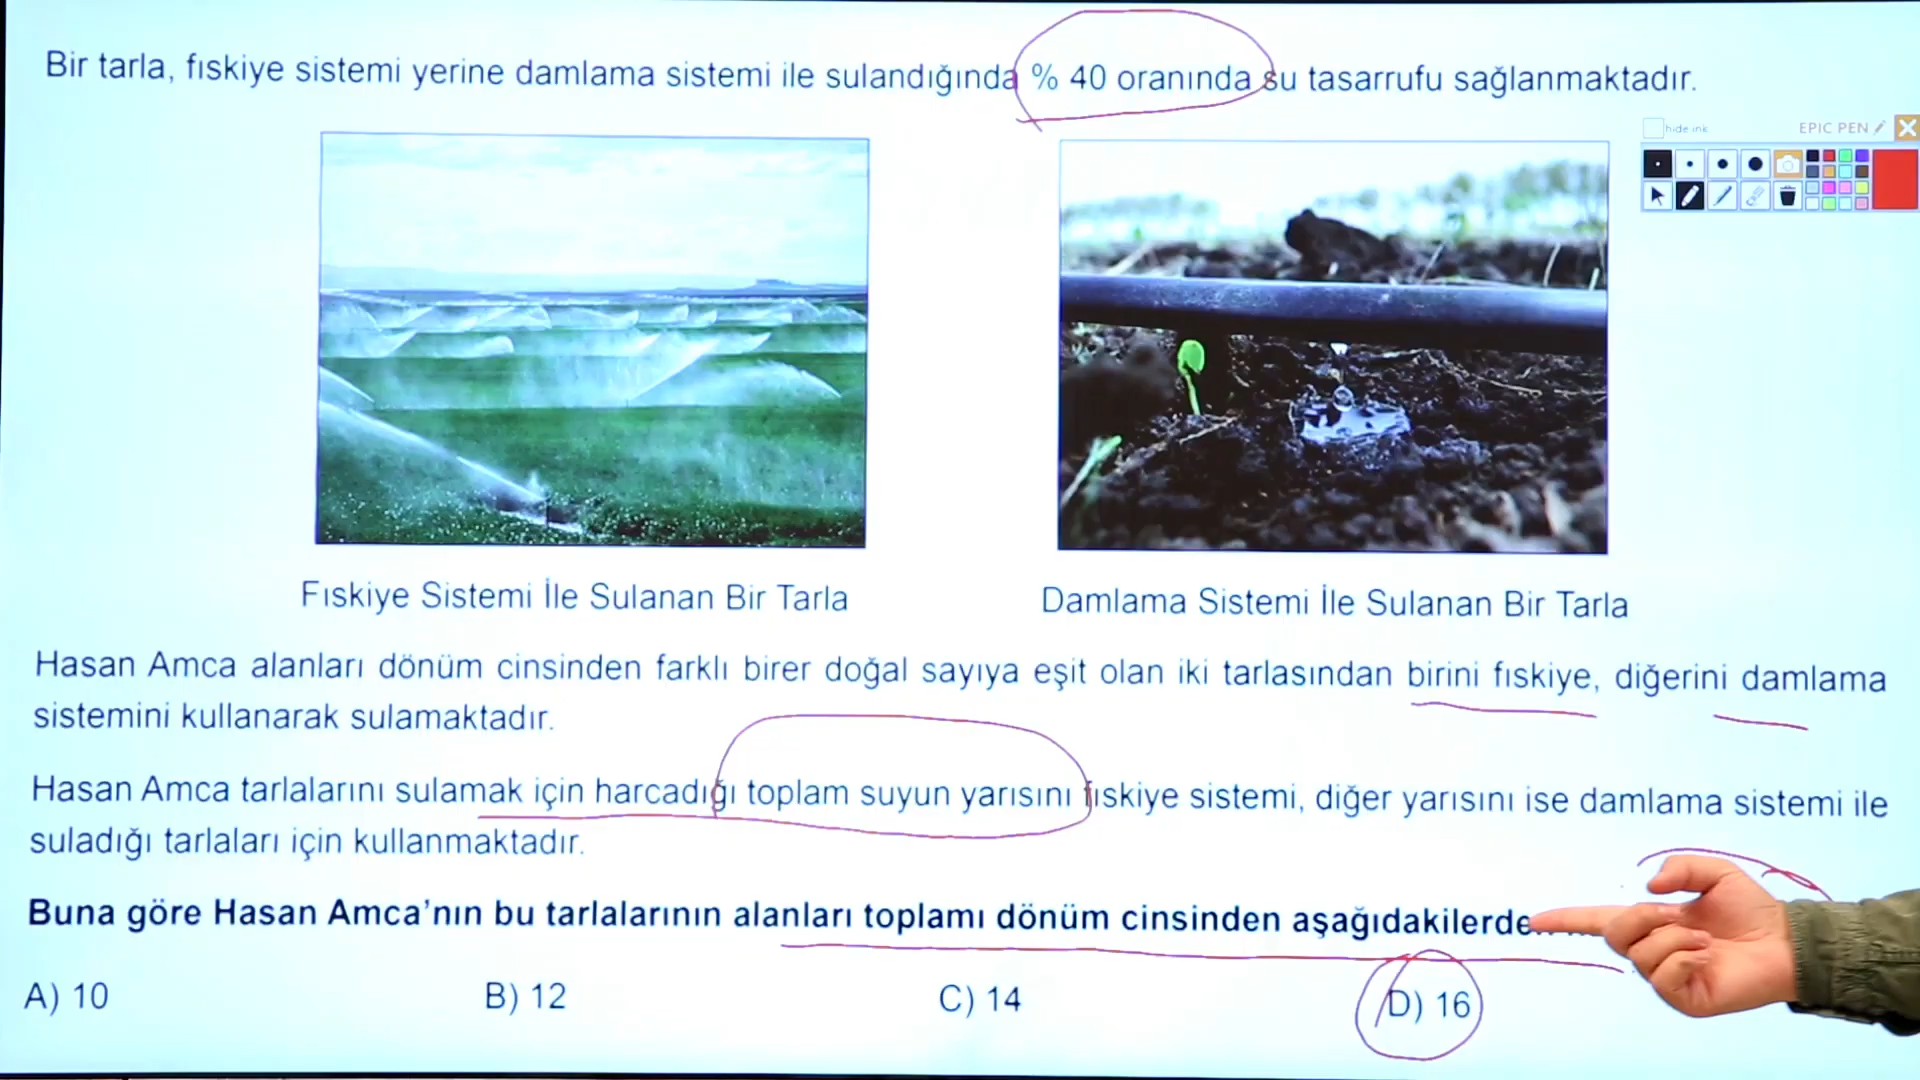 Bir tarla, fıskiye sistemi yerine damlama sistemi ile sulandığında % 40 oranında su tasarrufu sağlanmaktadır.
hide ink
EPIC PEN
Fıskiye Sistemi İle Sulanan Bir Tarla
Damlama Sistemi İle Sulanan Bir Tarla
Hasan Amca alanları dönüm cinsinden farklı birer doğal sayıya eşit olan iki tarlasından birini fıskiye, diğerini damlama
sistemini kullanarak sulamaktadır.
Hasan Amca tarlalarını sulamak için harcadığı toplam suyun yarısını fıskiye sistemi, diğer yarısını ise damlama sistemi ile
suladığı tarlaları için kullanmaktadır.
Buna göre Hasan Amca'nın bu tarlalarının alanları toplamı dönüm cinsinden
A) 10
B) 12
C) 14
D) 16